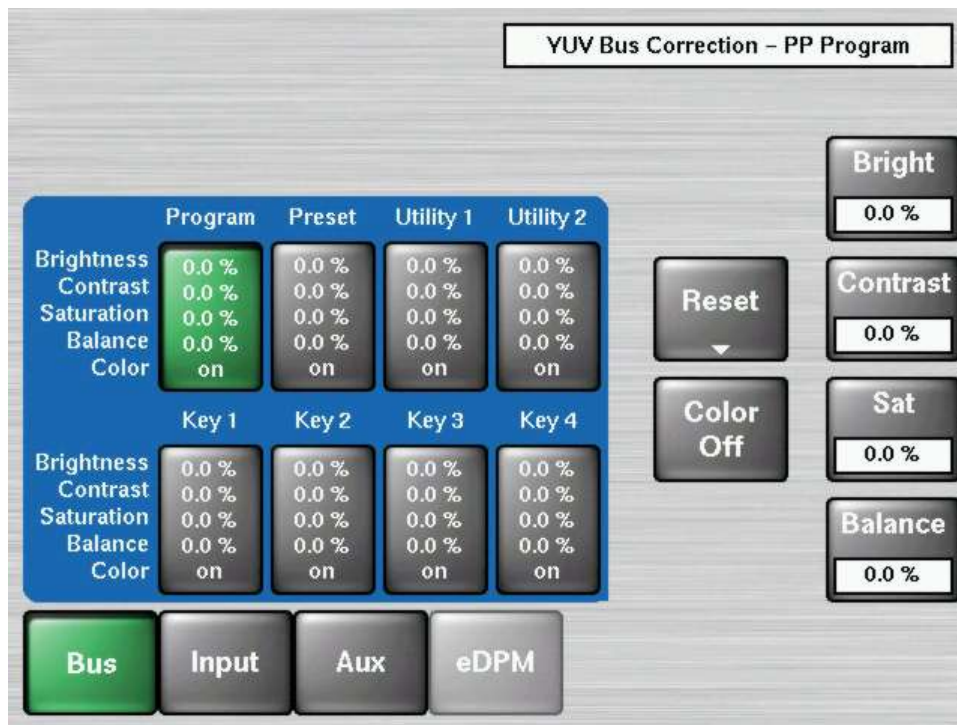 YUV Bus Correction – PP Program
Bright
0.0 %
Program Preset Utility 1 Utility 2
Brightness 0.0 % 0.0 % 0.0 % 0.0 %
Contrast 0.0 % 0.0 % 0.0 % 0.0 %
Saturation 0.0 % 0.0 % 0.0 % 0.0 %
Balance 0.0 % 0.0 % 0.0 % 0.0 %
Color on on on on
Key 1 Key 2 Key 3 Key 4
Brightness 0.0 % 0.0 % 0.0 % 0.0 %
Contrast 0.0 % 0.0 % 0.0 % 0.0 %
Saturation 0.0 % 0.0 % 0.0 % 0.0 %
Balance 0.0 % 0.0 % 0.0 % 0.0 %
Color on on on on
Reset
Color
Off
Contrast
0.0 %
Sat
0.0 %
Balance
0.0 %
Bus Input Aux eDPM